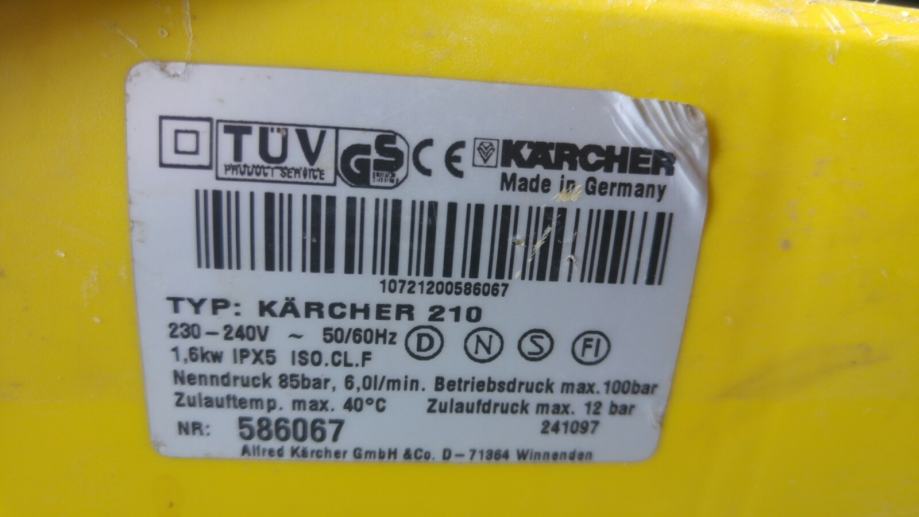 TÜV
PRODUCT SERVICE
GS
CE
KÄRCHER
Made in Germany
10721200586067
TYP: KÄRCHER 210
230-240V ~ 50/60Hz D N S FI
1,6kw IPX5 ISO.CL.F
Nenndruck 85bar, 6,0l/min. Betriebsdruck max.100bar
Zulauftemp. max. 40°C Zulaufdruck max. 12 bar
241097
NR: 586067
Alfred Kärcher GmbH &Co. D-71364 Winnenden